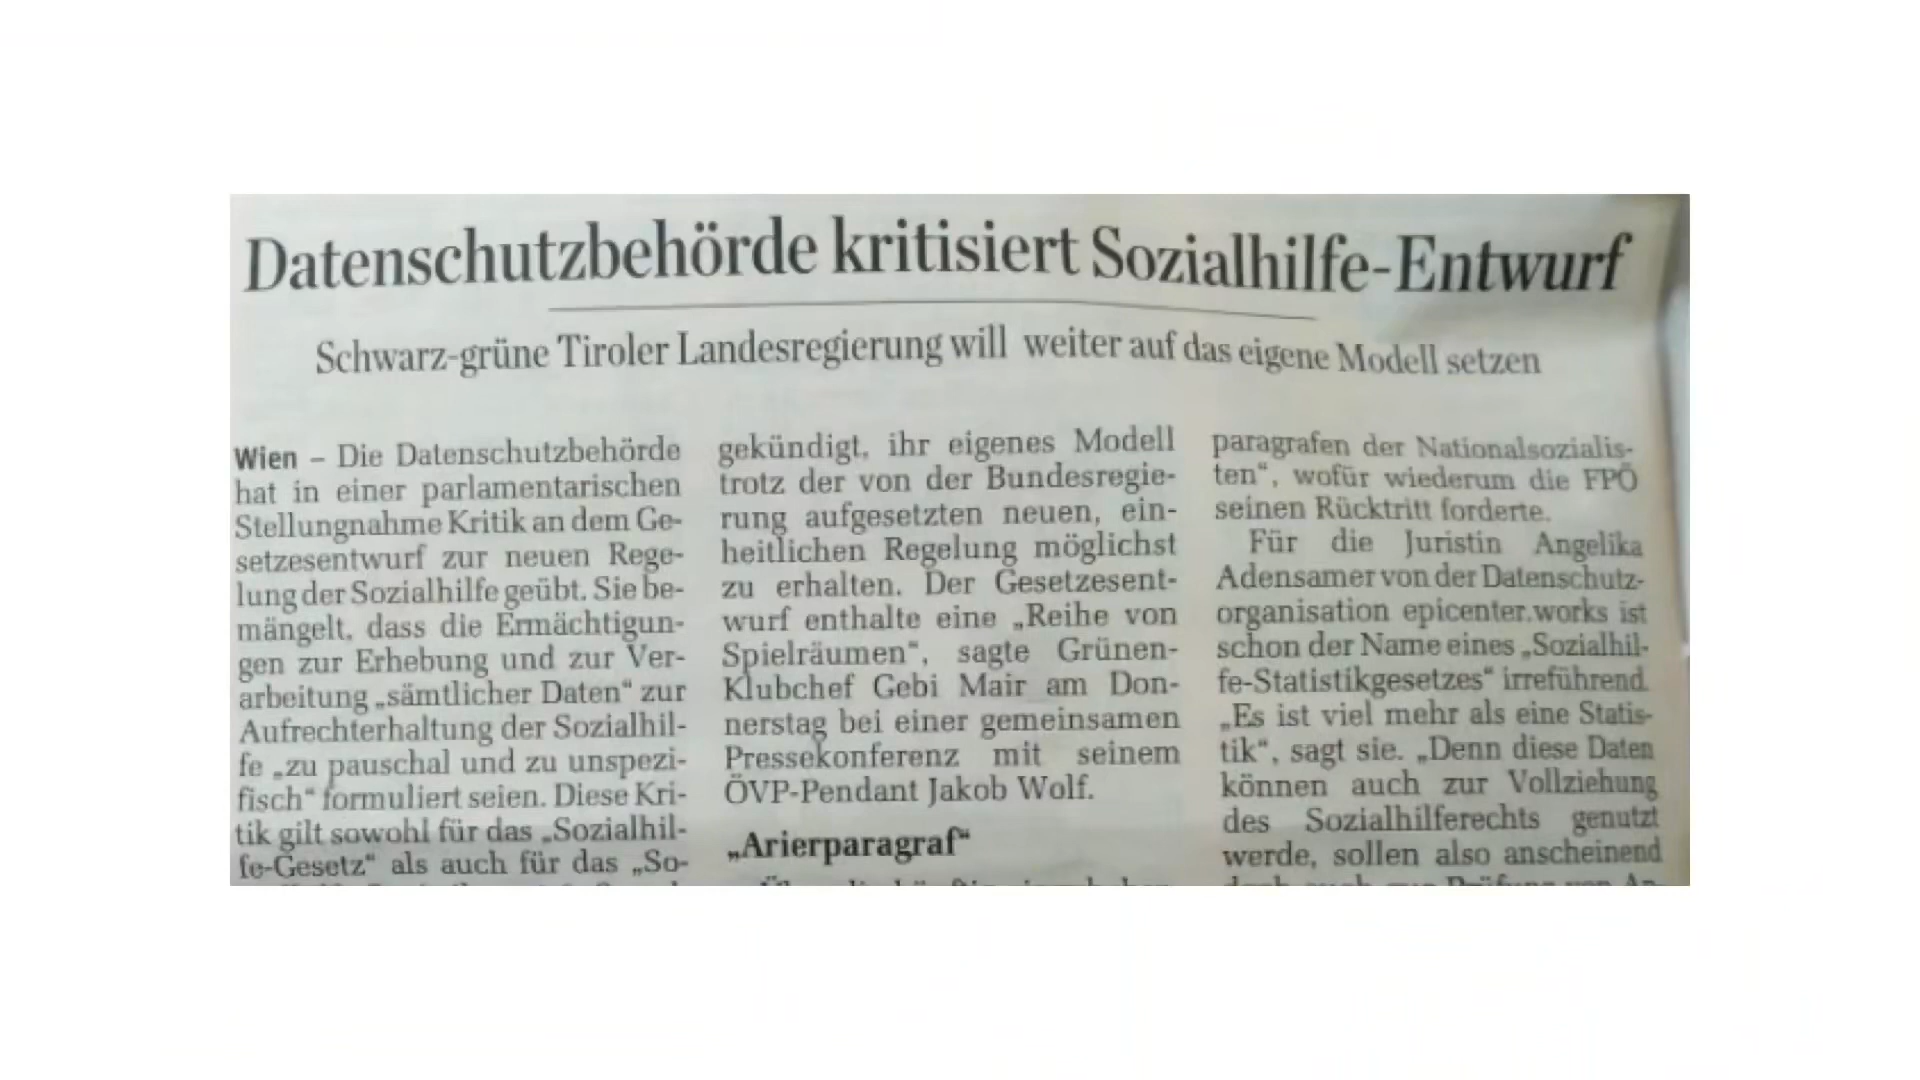 Datenschutzbehörde kritisiert Sozialhilfe-Entwurf
Schwarz-grüne Tiroler Landesregierung will weiter auf das eigene Modell setzen
Wien – Die Datenschutzbehörde
hat in einer parlamentarischen
Stellungnahme Kritik an dem Ge-
setzesentwurf zur neuen Rege-
lung der Sozialhilfe geübt. Sie be-
mängelt, dass die Ermächtigun-
gen zur Erhebung und zur Ver-
arbeitung „sämtlicher Daten“ zur
Aufrechterhaltung der Sozialhil-
fe „zu pauschal und zu unspezi-
fisch“ formuliert seien. Diese Kri-
tik gilt sowohl für das „Sozialhil-
fe-Gesetz“ als auch für das „So-
gekündigt, ihr eigenes Modell
trotz der von der Bundesregie-
rung aufgesetzten neuen, ein-
heitlichen Regelung möglichst
zu erhalten. Der Gesetzesent-
wurf enthalte eine „Reihe von
Spielräumen“, sagte Grünen-
Klubchef Gebi Mair am Don-
nerstag bei einer gemeinsamen
Pressekonferenz mit seinem
ÖVP-Pendant Jakob Wolf.
„Arierparagraf“
paragrafen der Nationalsozialis-
ten“, wofür wiederum die FPÖ
seinen Rücktritt forderte.
Für die Juristin Angelika
Adensamer von der Datenschutz-
organisation epicenter.works ist
schon der Name eines „Sozialhil-
fe-Statistikgesetzes“ irreführend.
„Es ist viel mehr als eine Statis-
tik“, sagt sie. „Denn diese Daten
können auch zur Vollziehung
des Sozialhilferechts genutzt
werde, sollen also anscheinend